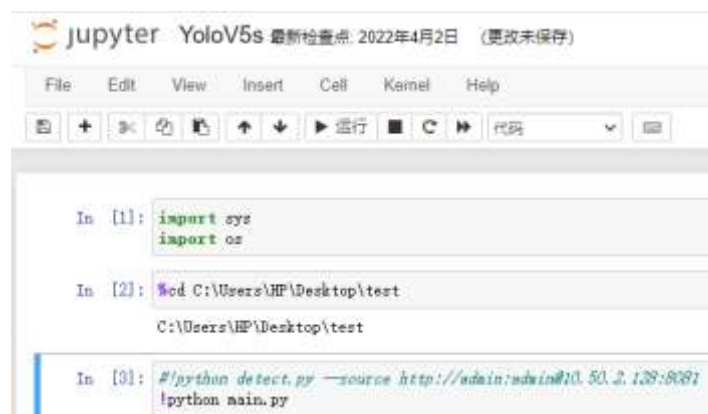 jupyter YoloV5s 最新检查点: 2022年4月2日 (更改未保存)
File Edit View Insert Cell Kernel Help
运行 代码
In [1]: import sys
import os
In [2]: %cd C:\Users\HP\Desktop\test
C:\Users\HP\Desktop\test
In [3]: #!python detect.py --source http://admin:admin@10.50.2.128:8081
!python main.py